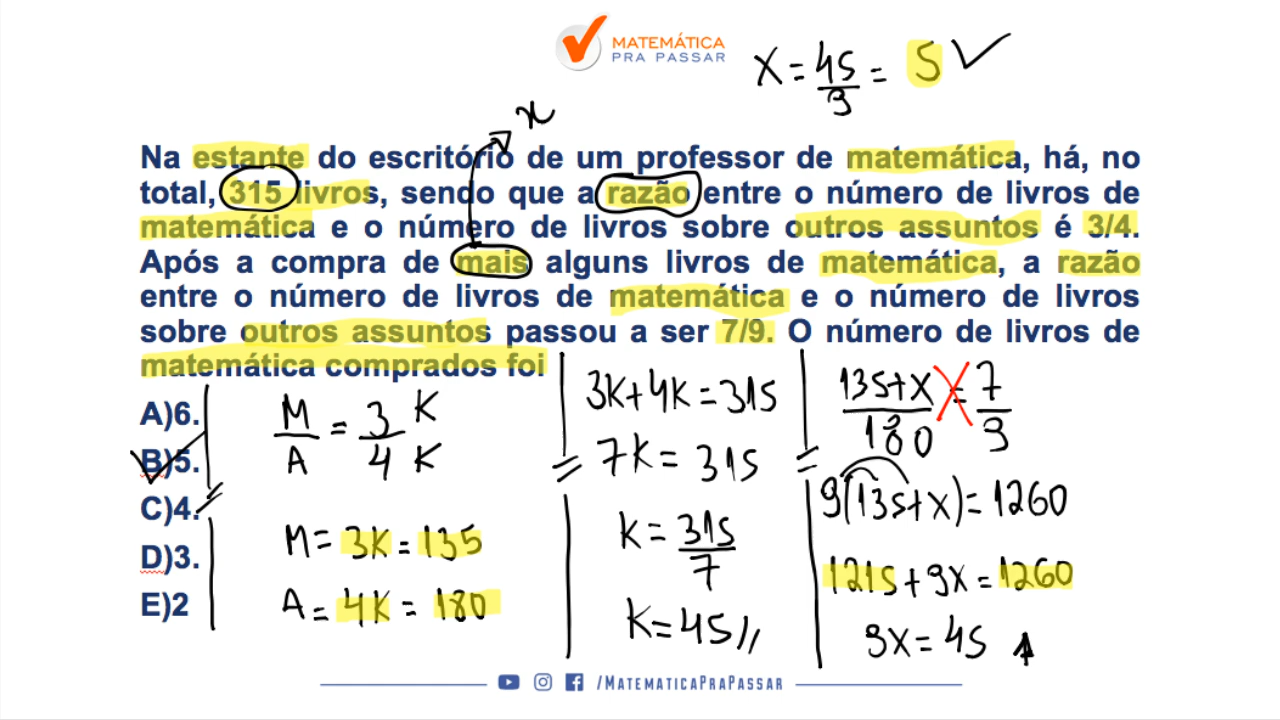 MATEMÁTICA
PRA PASSAR
X = 45/9 = 5
x
Na estante do escritório de um professor de matemática, há, no
total, 315 livros, sendo que a razão entre o número de livros de
matemática e o número de livros sobre outros assuntos é 3/4.
Após a compra de mais alguns livros de matemática, a razão
entre o número de livros de matemática e o número de livros
sobre outros assuntos passou a ser 7/9. O número de livros de
matemática comprados foi
A)6.
B)5.
C)4.
D)3.
E)2
M/A = 3K/4K
M = 3K = 135
A = 4K = 180
3K+4K = 315
7K = 315
K = 315/7
K = 45//
135+X/180 = 7/9
9(135+X) = 1260
1215 + 9X = 1260
9X = 45
/MATEMATICAPRAPASSAR